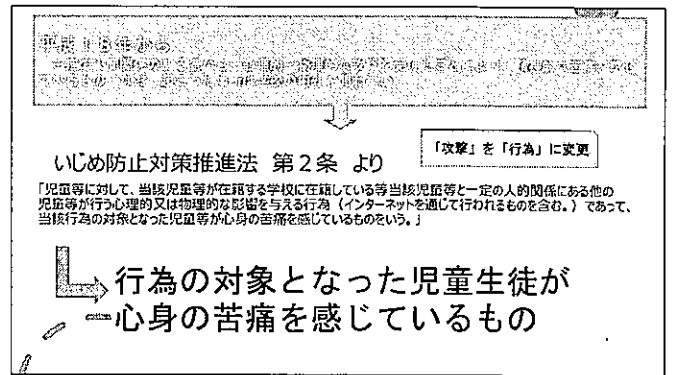 平成18年から
いじめ防止対策推進法 第2条 より
「攻撃」を「行為」に変更
「児童等に対して、当該児童等が在籍する学校に在籍している等当該児童等と一定の人的関係にある他の
児童等が行う心理的又は物理的な影響を与える行為(インターネットを通じて行われるものを含む。)であって、
当該行為の対象となった児童等が心身の苦痛を感じているものをいう。」
行為の対象となった児童生徒が
心身の苦痛を感じているもの